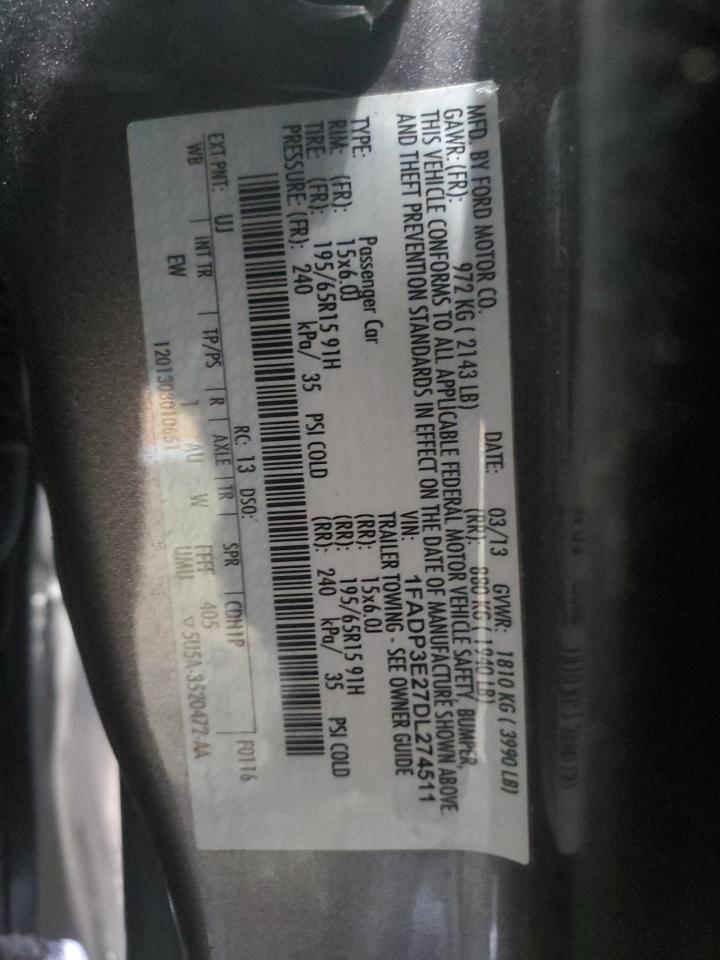 MFD. BY FORD MOTOR CO.
DATE: 03/13 GVWR: 1810 KG ( 3990 LB)
GAWR: (FR): 972 KG ( 2143 LB) (RR): 880 KG ( 1940 LB)
THIS VEHICLE CONFORMS TO ALL APPLICABLE FEDERAL MOTOR VEHICLE SAFETY, BUMPER,
AND THEFT PREVENTION STANDARDS IN EFFECT ON THE DATE OF MANUFACTURE SHOWN ABOVE
VIN: 1FADP3E27DL274511
TYPE: Passenger Car TRAILER TOWING - SEE OWNER GUIDE
RIM: (FR): 15x6.0J (RR): 15x6.0J
TIRE: (FR): 195/65R15 91H (RR): 195/65R15 91H
PRESSURE: (FR): 240 kPa/ 35 PSI COLD (RR): 240 kPa/ 35 PSI COLD
RC: 13 DSO: F0116
EXT PNT: UJ
WB | INT TR | TP/PS | R | AXLE | TR | SPR | CDH1P
EW 1 AU W FFFF 405
1201303010651 UMU ▽5U5A-3520472-AA